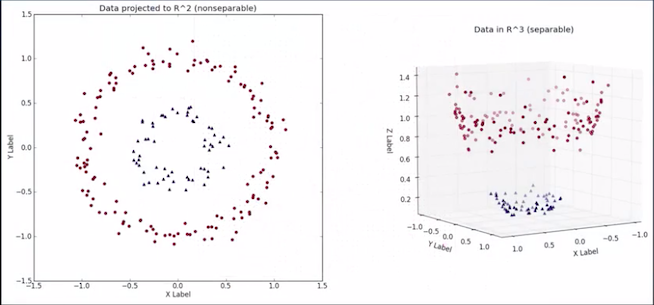 Data projected to R^2 (nonseparable)
1.5
1.0
0.5
0.0
−0.5
−1.0
−1.5
Y Label
−1.5 −1.0 −0.5 0.0 0.5 1.0 1.5
X Label
Data in R^3 (separable)
1.4
1.2
1.0
0.8
0.6
0.4
0.2
Z Label
−1.0 −0.5 0.0 0.5 1.0
Y Label
1.0 0.5 0.0 −0.5 −1.0
X Label